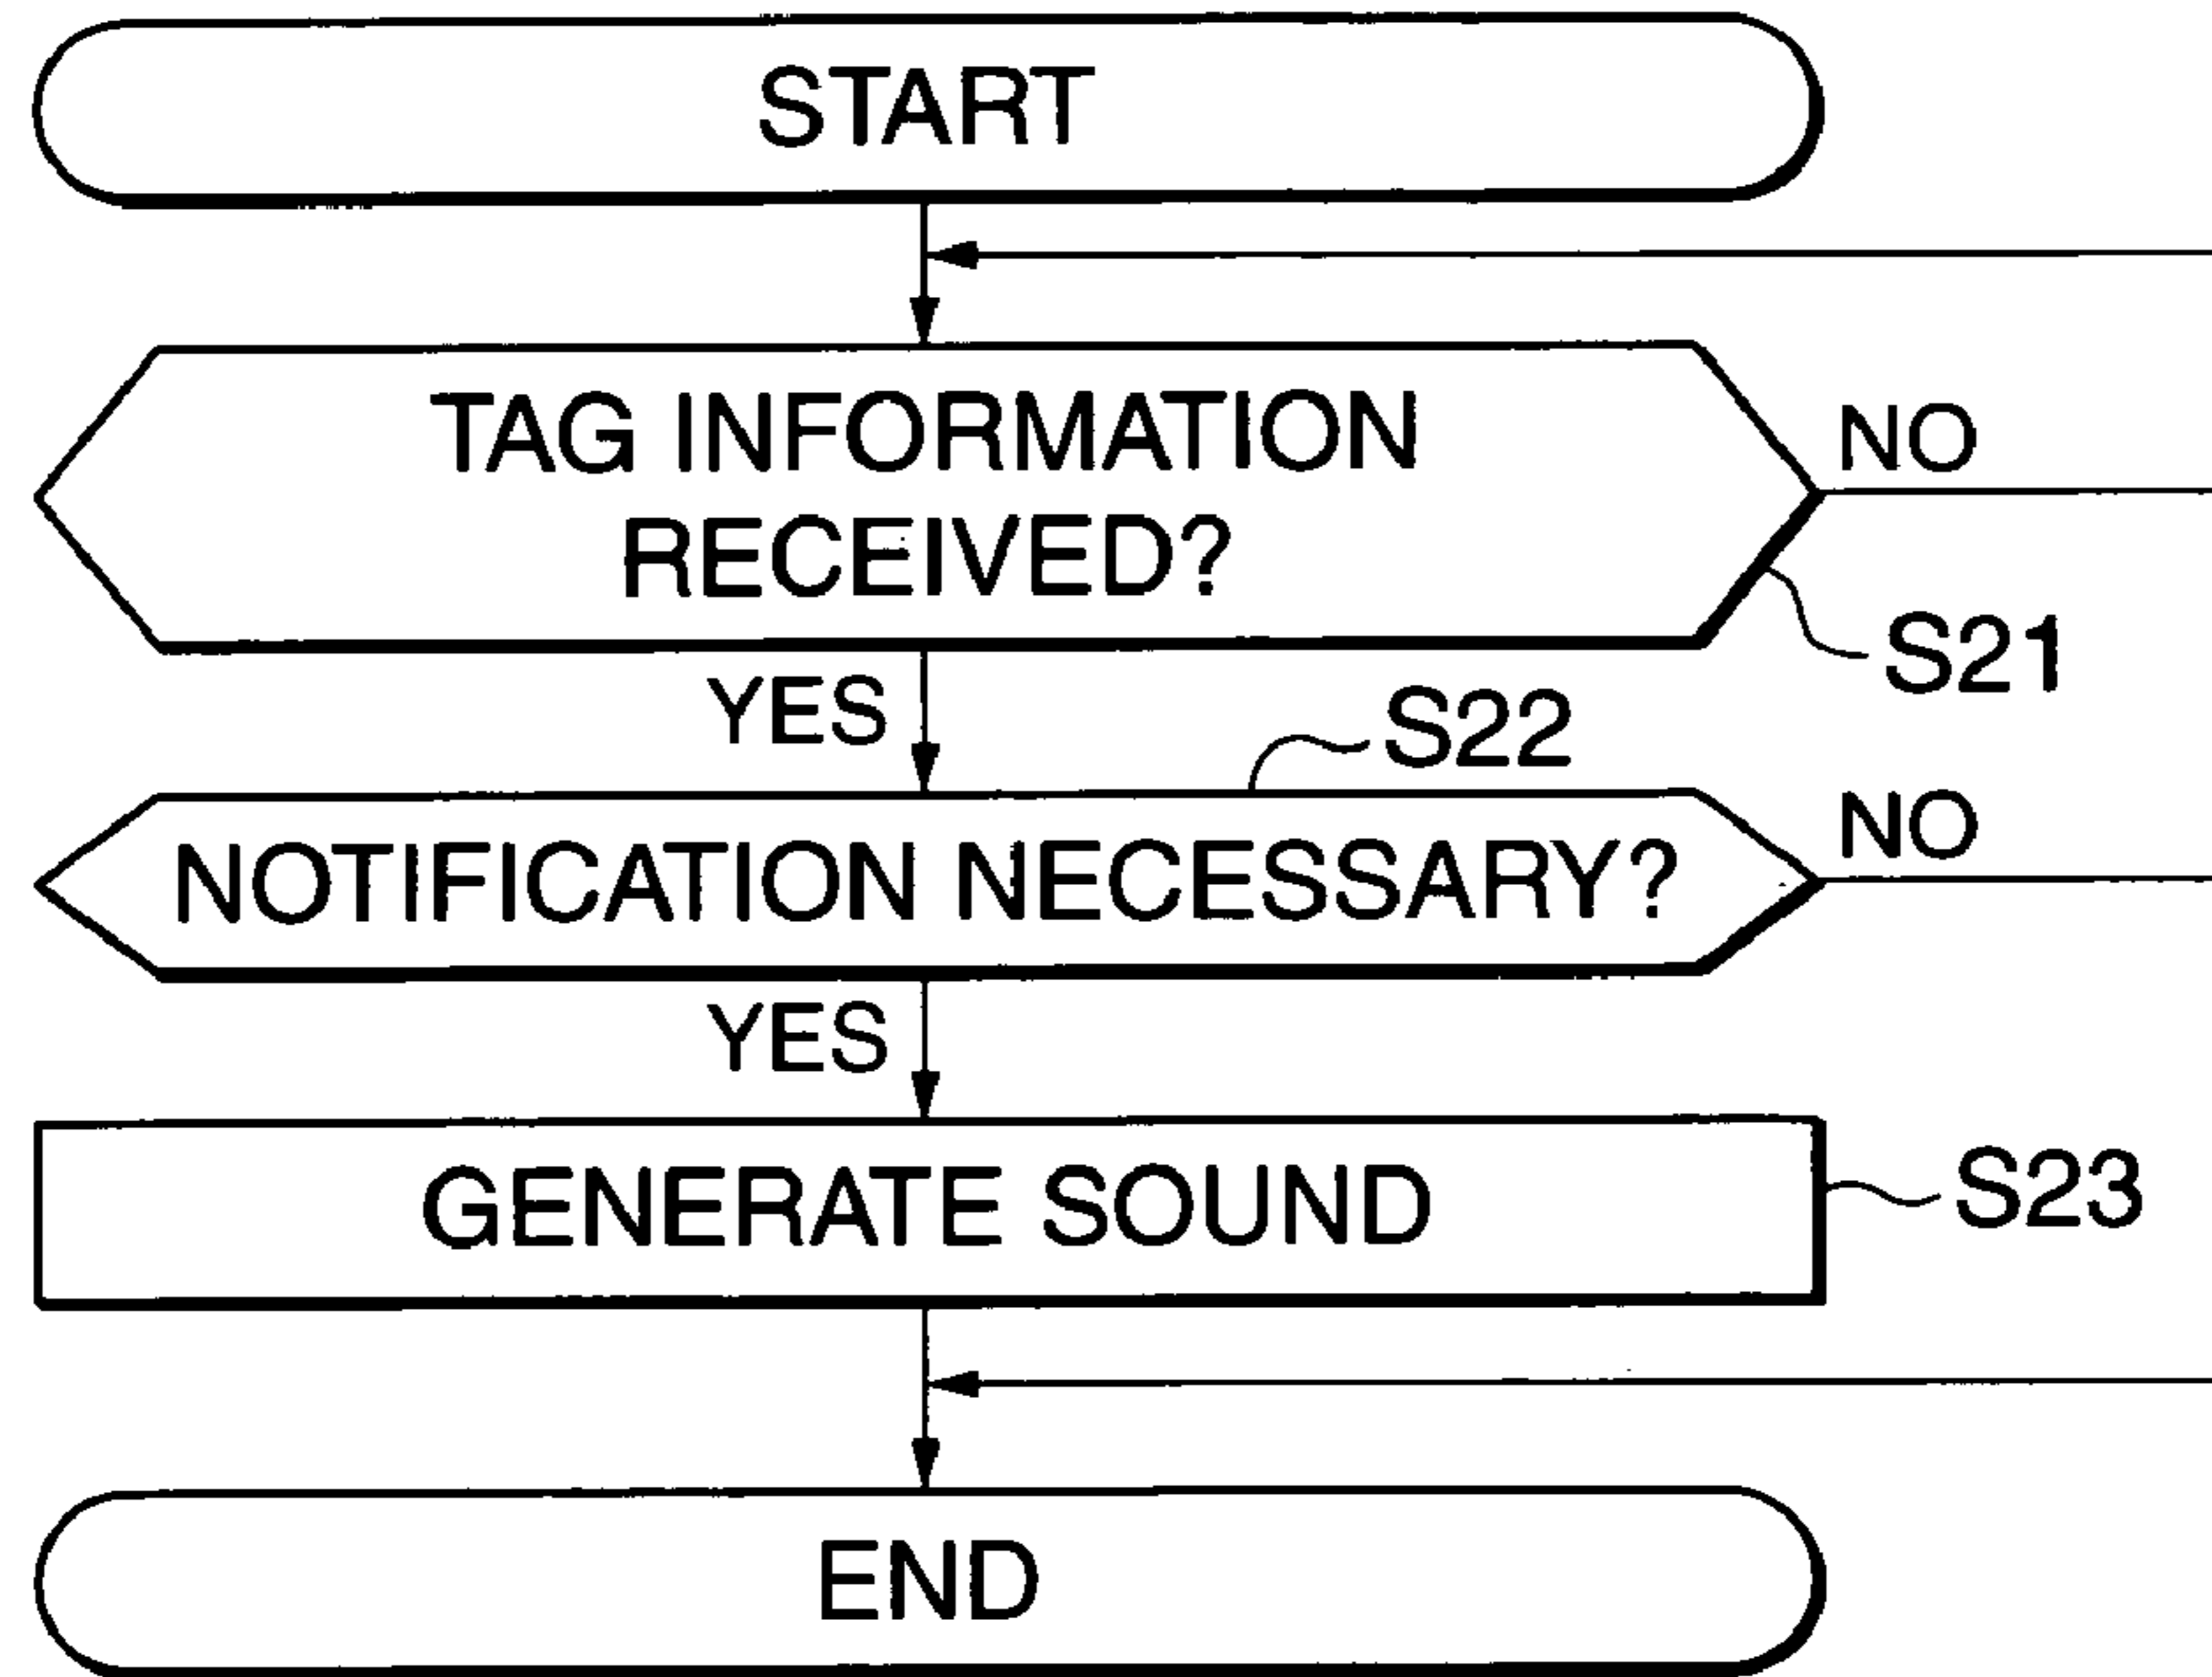 START
TAG INFORMATION
RECEIVED?
NO
S21
YES
S22
NOTIFICATION NECESSARY?
NO
YES
GENERATE SOUND
S23
END